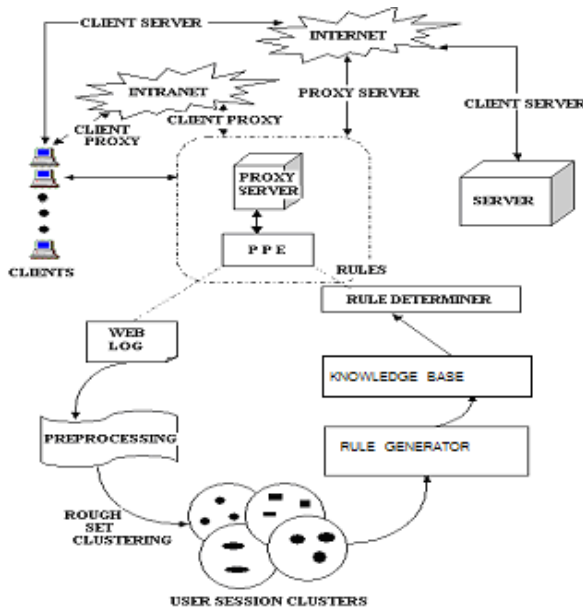 CLIENT SERVER
INTERNET
INTRANET
PROXY SERVER
CLIENT
PROXY
CLIENT PROXY
CLIENT SERVER
PROXY
SERVER
SERVER
P P E
CLIENTS
RULES
RULE DETERMINER
WEB
LOG
KNOWLEDGE BASE
PREPROCESSING
RULE GENERATOR
ROUGH
SET
CLUSTERING
USER SESSION CLUSTERS